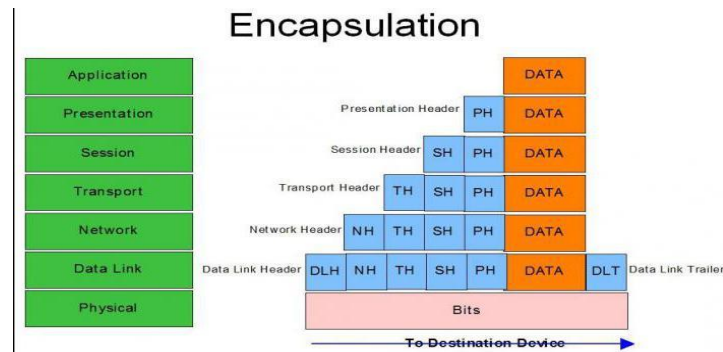 Encapsulation
Application DATA
Presentation Presentation Header PH DATA
Session Session Header SH PH DATA
Transport Transport Header TH SH PH DATA
Network Network Header NH TH SH PH DATA
Data Link Data Link Header DLH NH TH SH PH DATA DLT Data Link Trailer
Physical Bits
To Destination Device